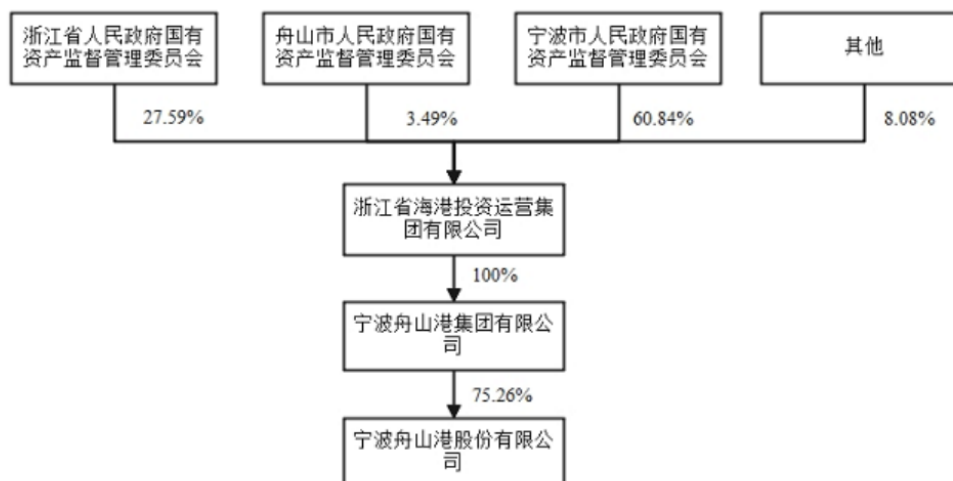 浙江省人民政府国有
资产监督管理委员会
舟山市人民政府国有
资产监督管理委员会
宁波市人民政府国有
资产监督管理委员会
其他
27.59%
3.49%
60.84%
8.08%
浙江省海港投资运营集
团有限公司
100%
宁波舟山港集团有限公
司
75.26%
宁波舟山港股份有限公
司